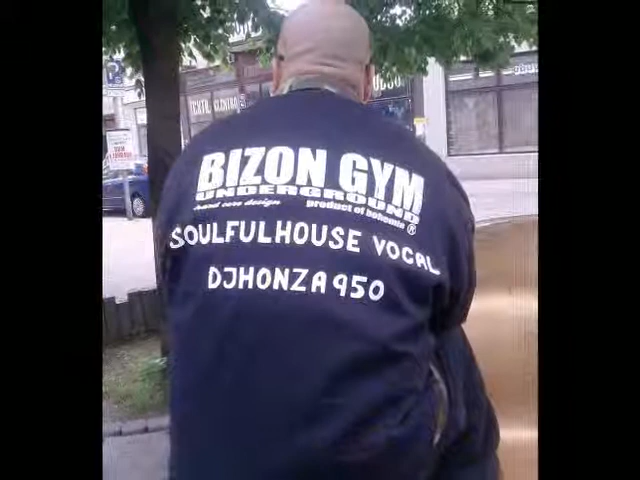 BIZON GYM
UNDERGROUND
hard core design product of bohemia ®
SOULFULHOUSE VOCAL
DJHONZA950